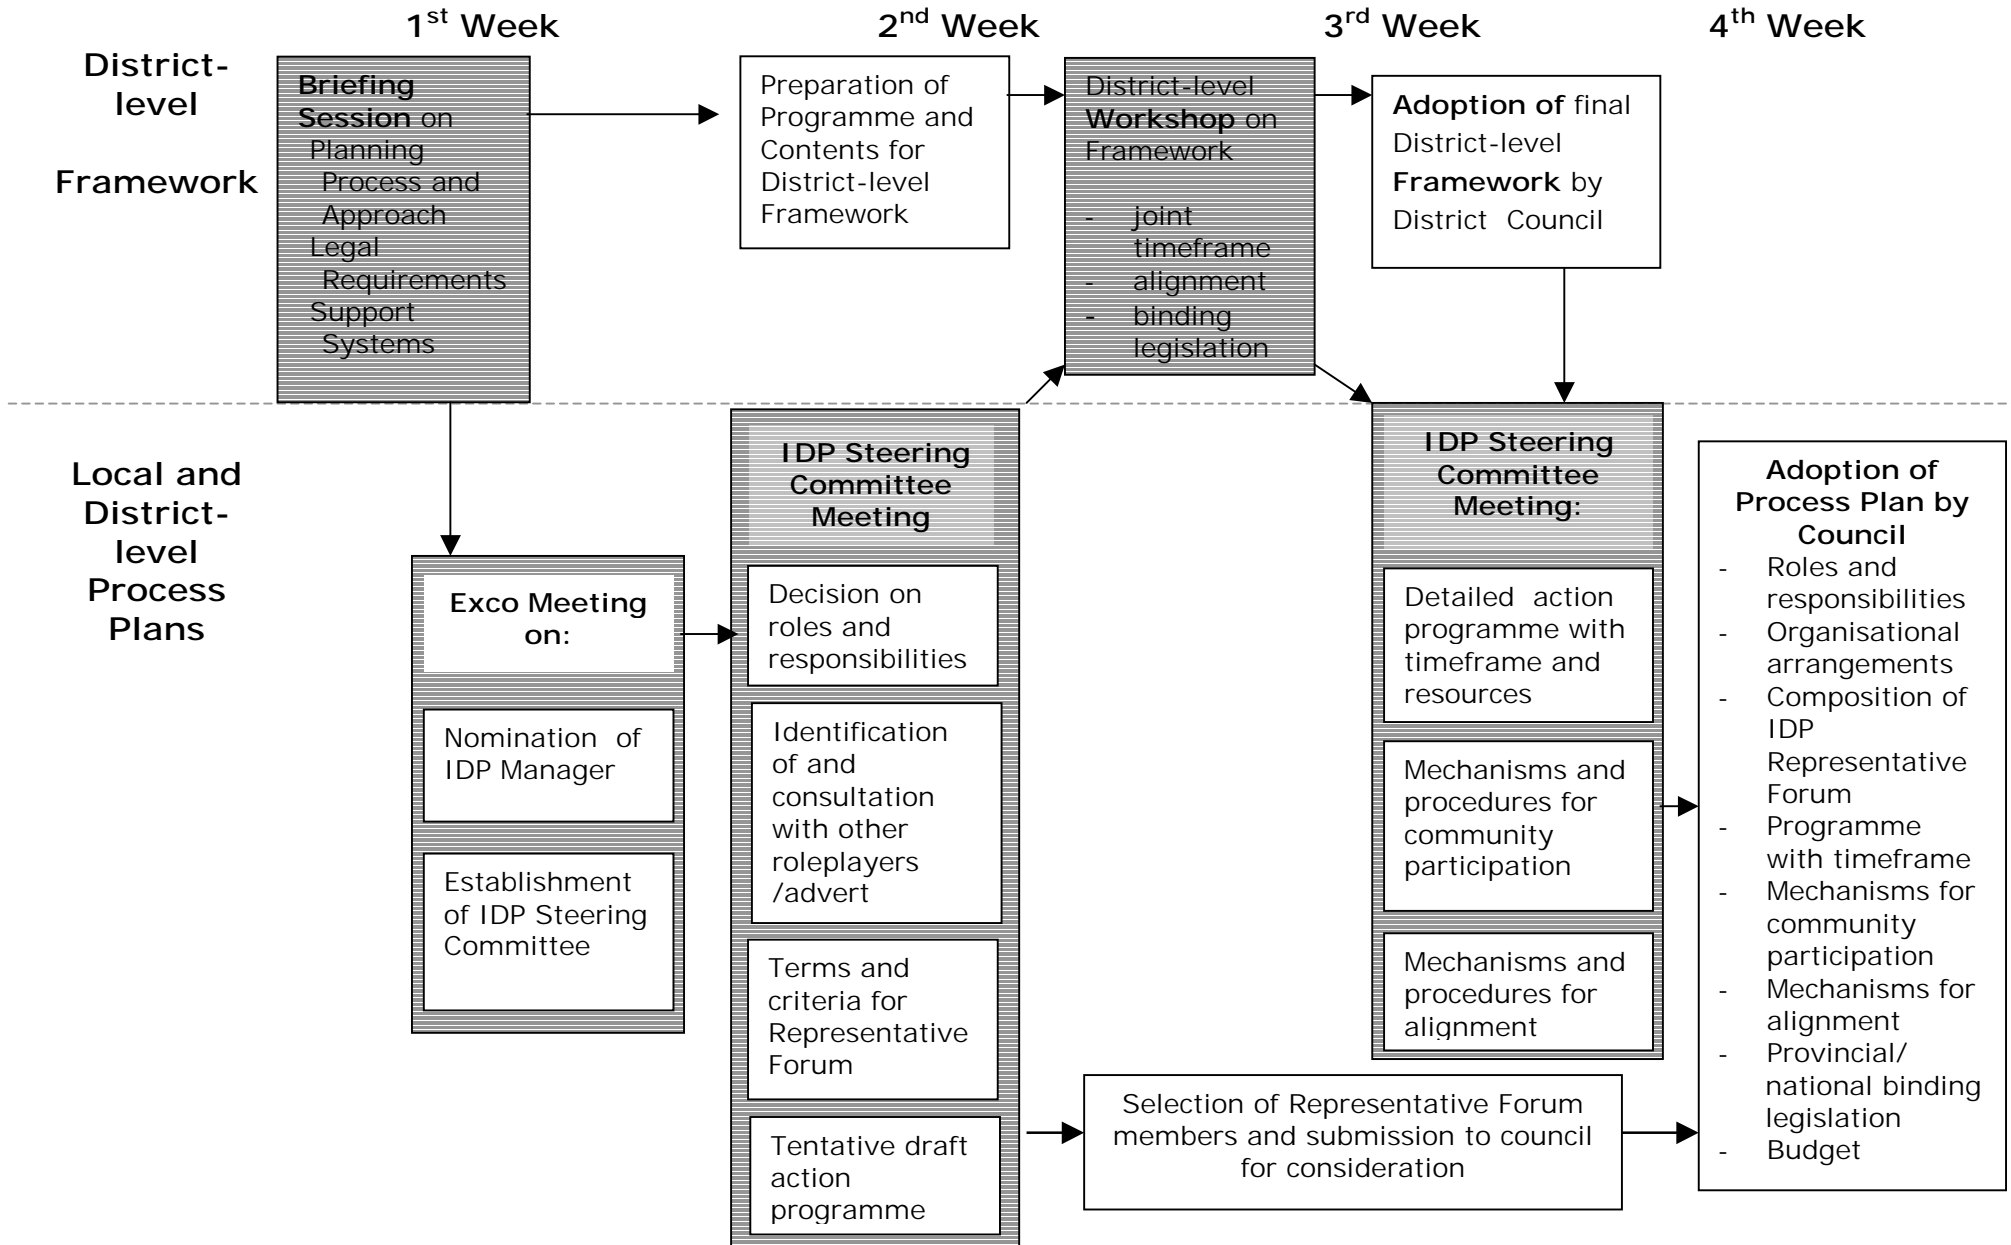 1st Week
2nd Week
3rd Week
4th Week
District-
level
Framework
Briefing
Session on
Planning
Process and
Approach
Legal
Requirements
Support
Systems
Preparation of
Programme and
Contents for
District-level
Framework
District-level
Workshop on
Framework
- joint
timeframe
- alignment
- binding
legislation
Adoption of final
District-level
Framework by
District Council
Local and
District-
level
Process
Plans
Exco Meeting
on:
Nomination of
IDP Manager
Establishment
of IDP Steering
Committee
IDP Steering
Committee
Meeting
Decision on
roles and
responsibilities
Identification
of and
consultation
with other
roleplayers
/advert
Terms and
criteria for
Representative
Forum
Tentative draft
action
programme
Selection of Representative Forum
members and submission to council
for consideration
IDP Steering
Committee
Meeting:
Detailed action
programme with
timeframe and
resources
Mechanisms and
procedures for
community
participation
Mechanisms and
procedures for
alignment
Adoption of
Process Plan by
Council
- Roles and
responsibilities
- Organisational
arrangements
- Composition of
IDP
Representative
Forum
- Programme
with timeframe
- Mechanisms for
community
participation
- Mechanisms for
alignment
- Provincial/
national binding
legislation
- Budget